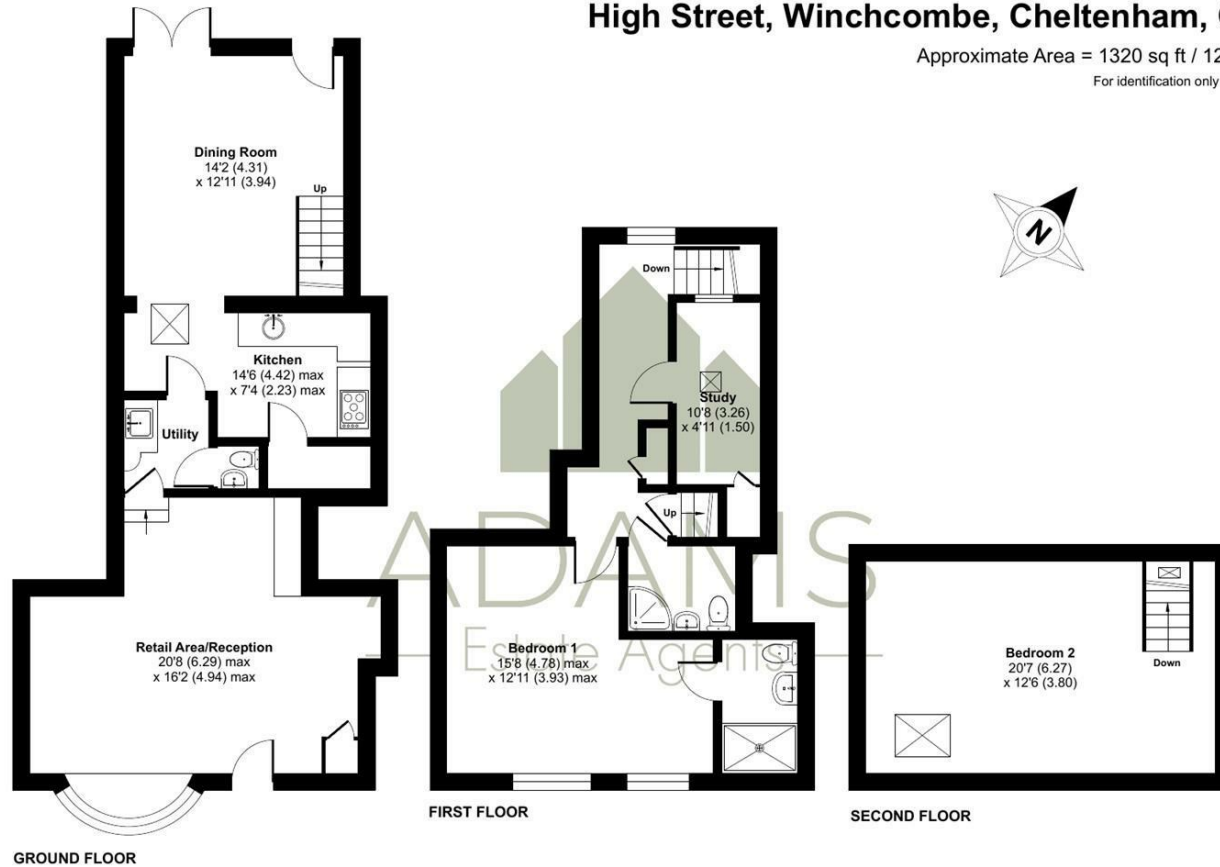 High Street, Winchcombe, Cheltenham,
Approximate Area = 1320 sq ft / 12
For identification only
Dining Room
14'2 (4.31)
x 12'11 (3.94)
Up
Kitchen
14'6 (4.42) max
x 7'4 (2.23) max
Utility
Retail Area/Reception
20'8 (6.29) max
x 16'2 (4.94) max
GROUND FLOOR
N
Down
Study
10'8 (3.26)
x 4'11 (1.50)
Up
ADAMS
Estate Agents
Bedroom 1
15'8 (4.78) max
x 12'11 (3.93) max
FIRST FLOOR
Bedroom 2
20'7 (6.27)
x 12'6 (3.80)
Down
SECOND FLOOR